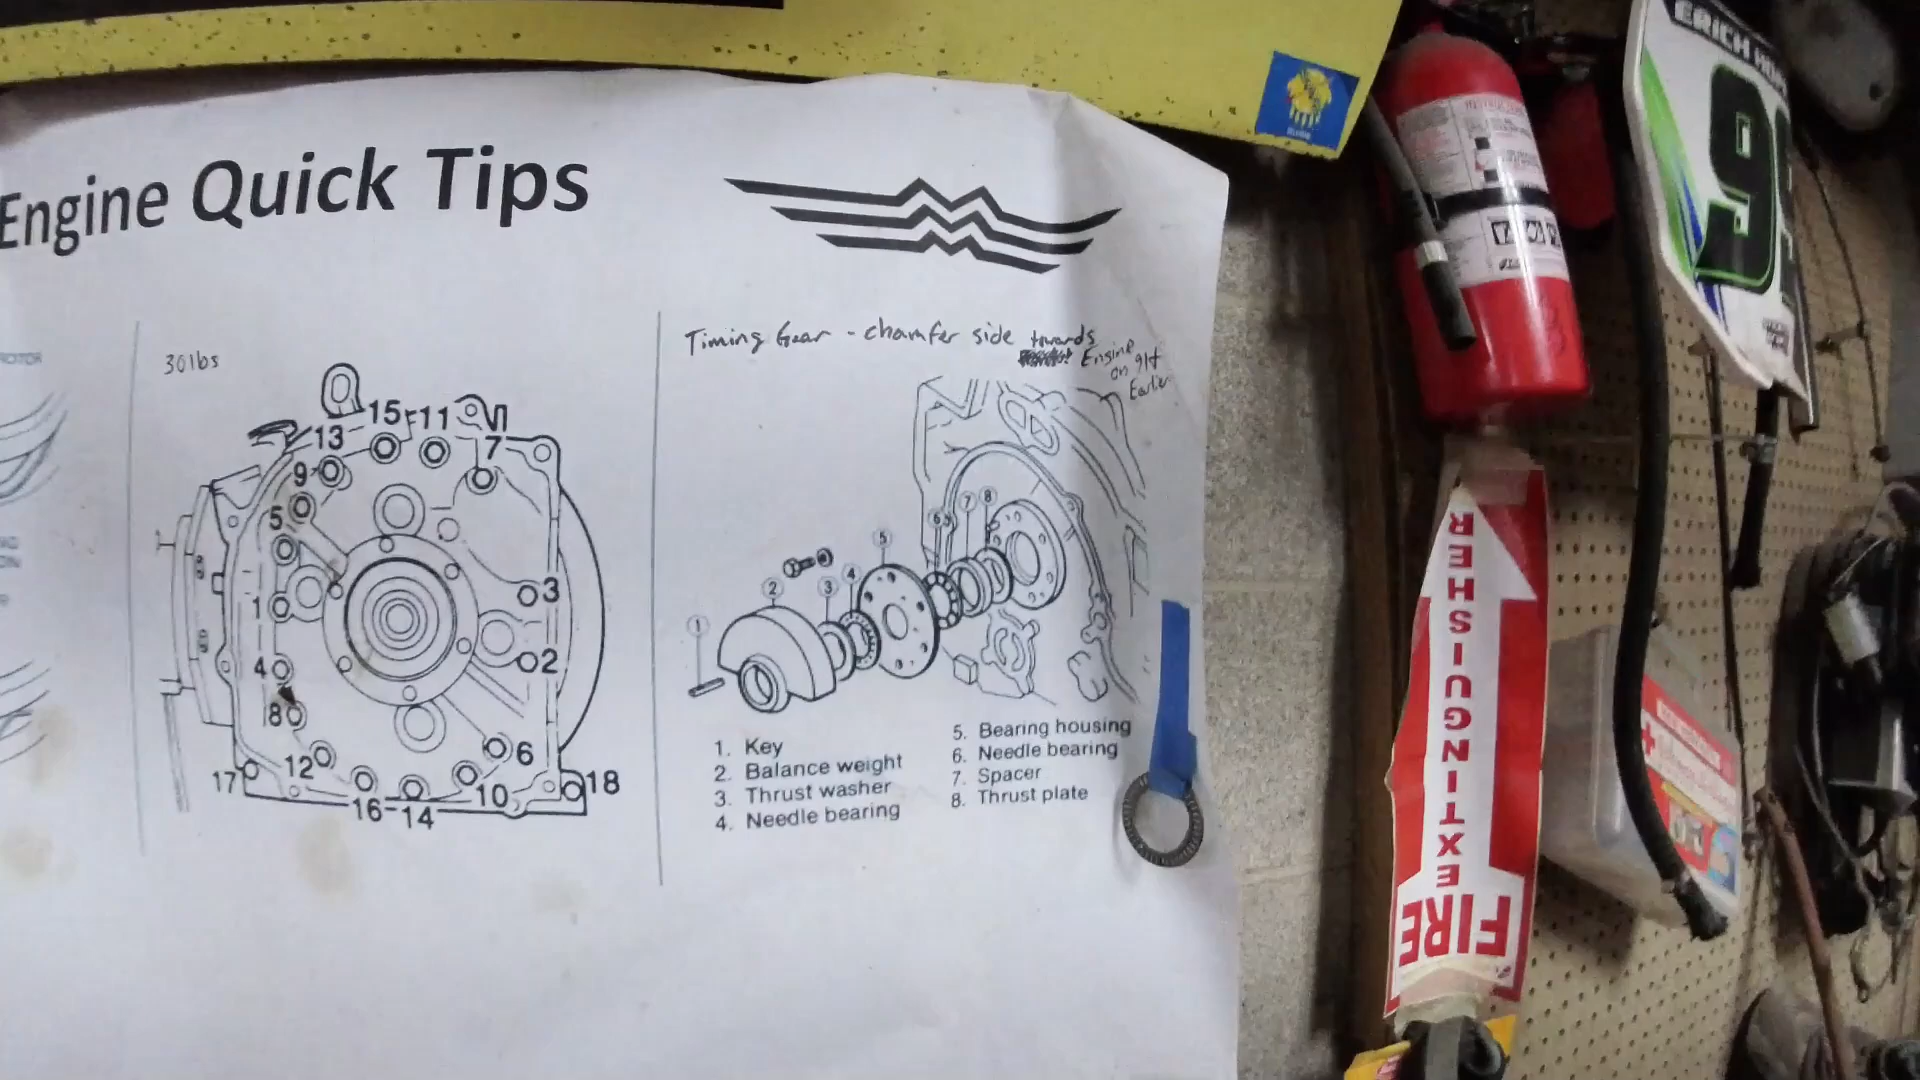 Engine Quick Tips
30lbs
15
11
13
7
9
5
3
1
2
4
8
6
12
17
10
18
16
14
Timing Gear - chamfer side towards
Engine
on 91+
Earlier
5
8
7
6
4
3
2
1
1. Key
2. Balance weight
3. Thrust washer
4. Needle bearing
5. Bearing housing
6. Needle bearing
7. Spacer
8. Thrust plate
ERICH
9
FIRE
EXTINGUISHER